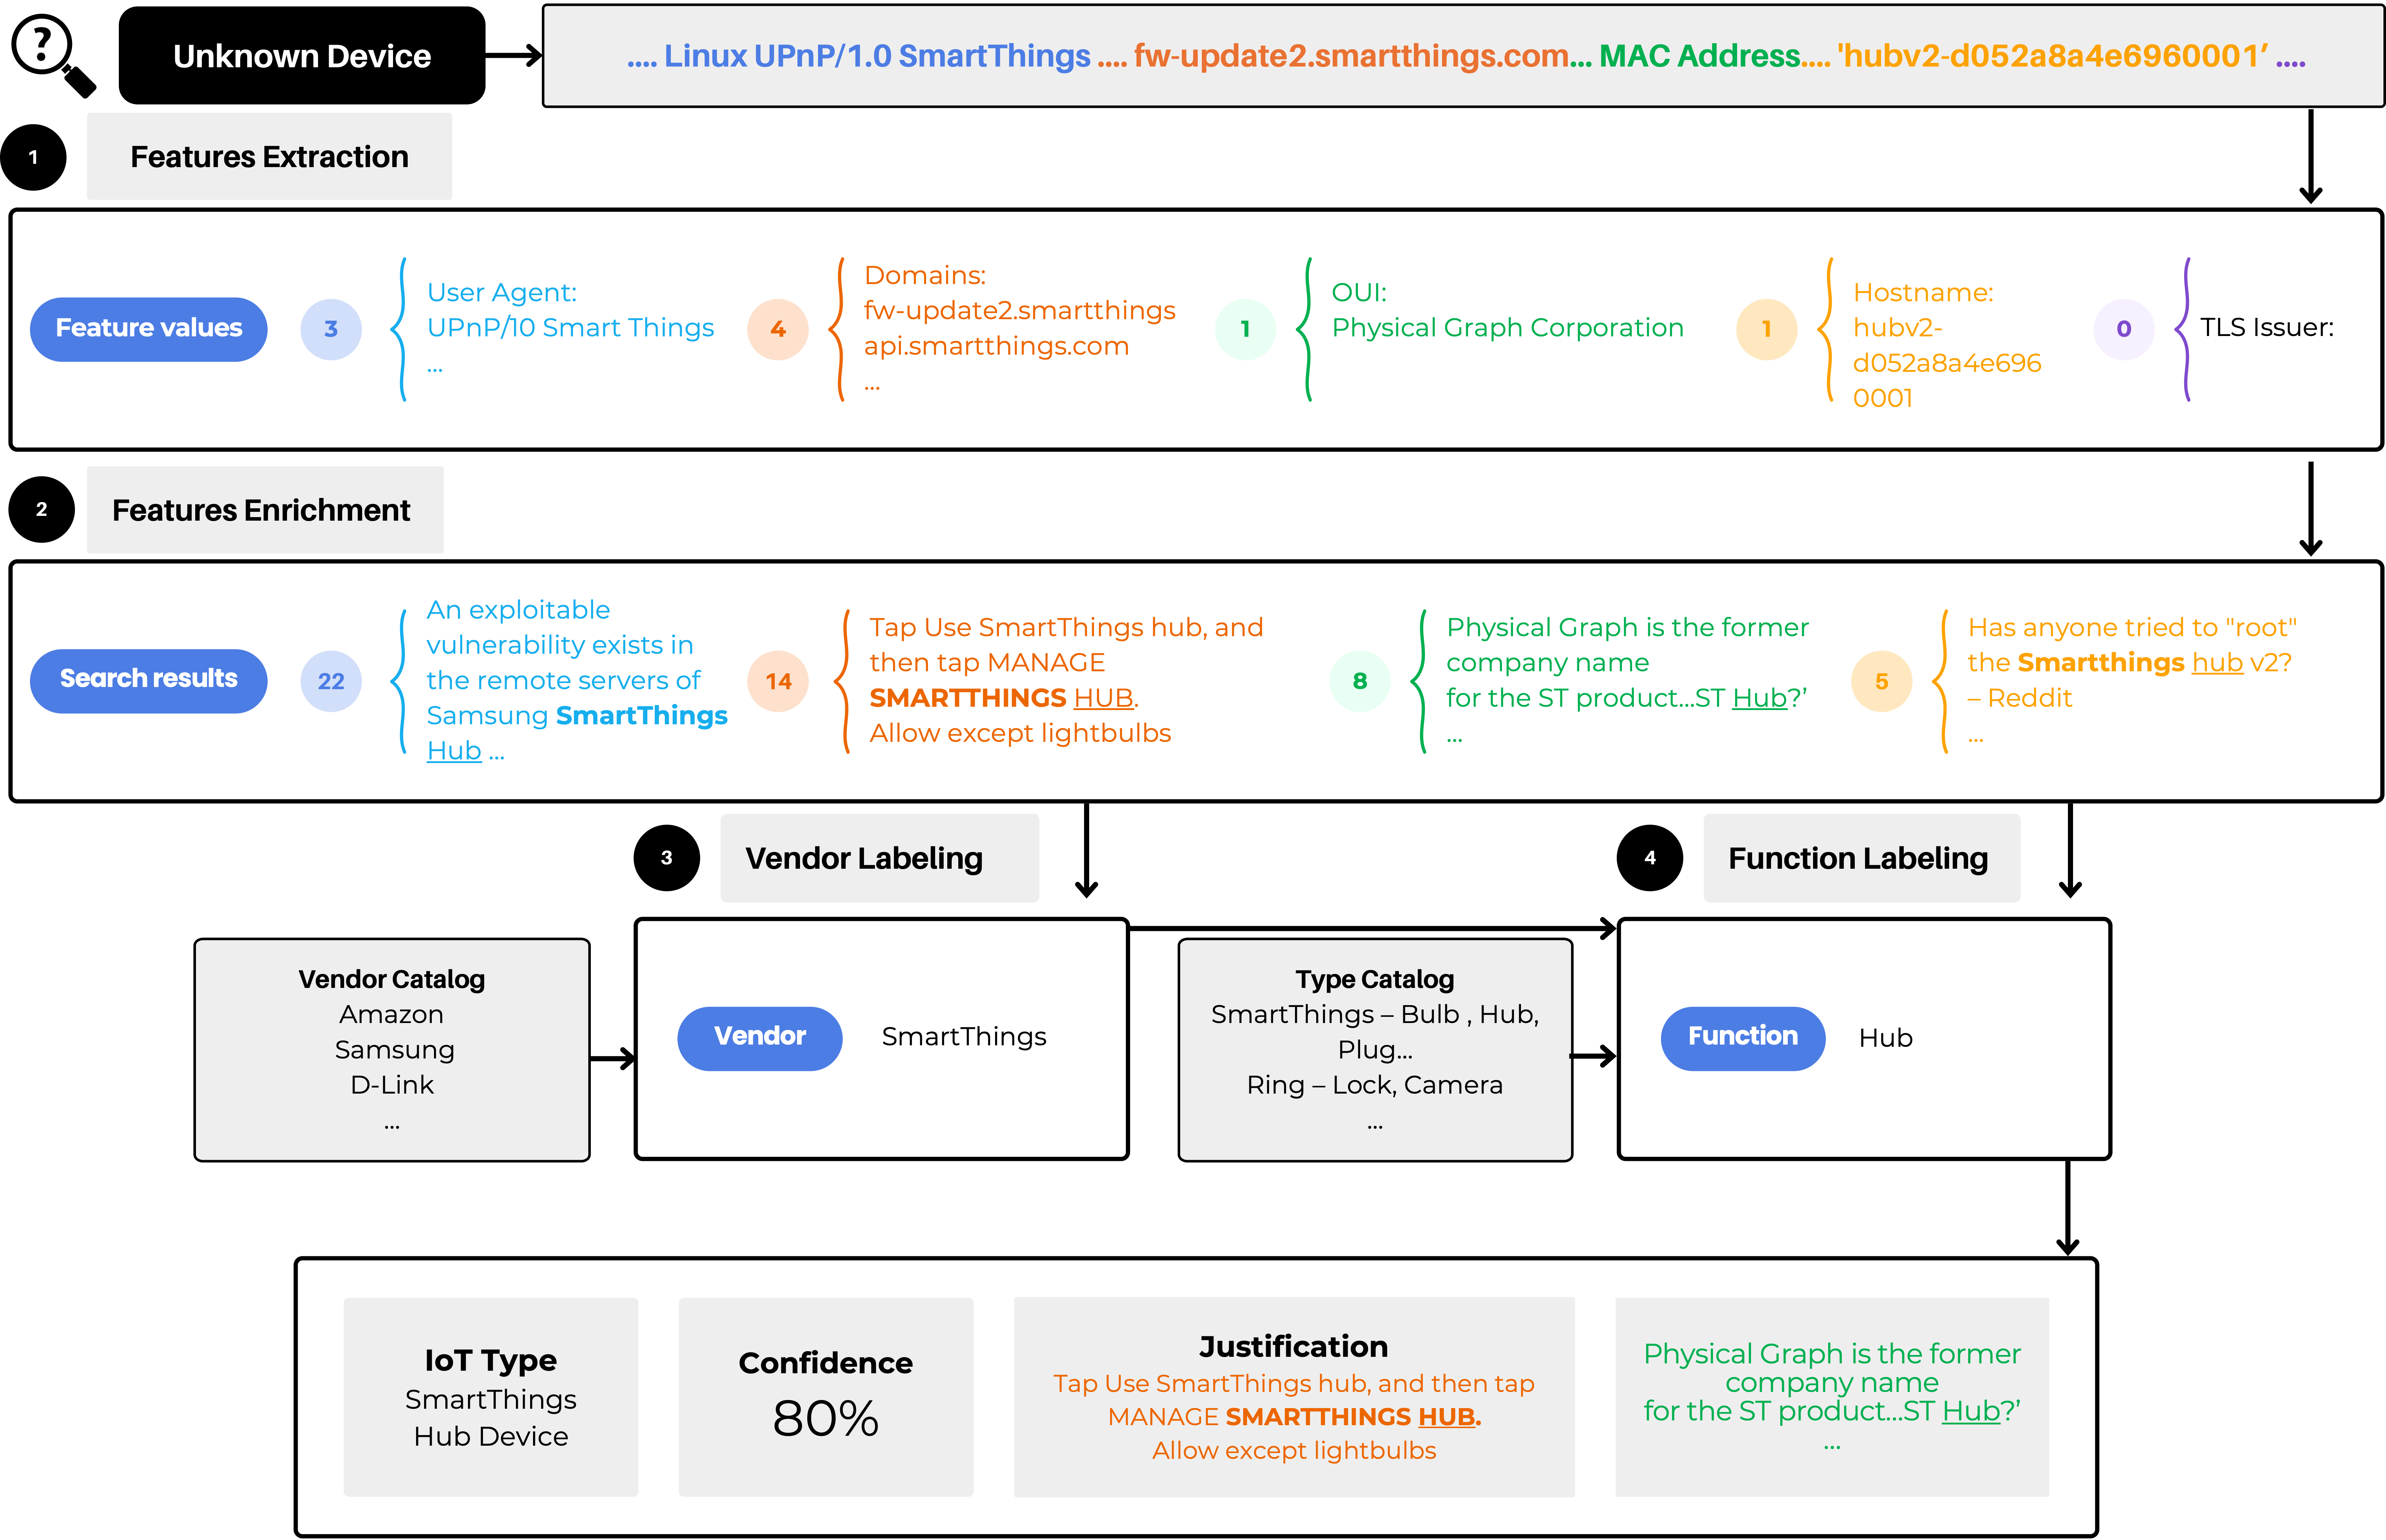 ?
Unknown Device
.... Linux UPnP/1.0 SmartThings .... fw-update2.smartthings.com... MAC Address.... 'hubv2-d052a8a4e6960001’ ....
1
Features Extraction
Feature values
3
User Agent:
UPnP/10 Smart Things
...
4
Domains:
fw-update2.smartthings
api.smartthings.com
...
1
OUI:
Physical Graph Corporation
1
Hostname:
hubv2-
d052a8a4e696
0001
0
TLS Issuer:
2
Features Enrichment
Search results
22
An exploitable
vulnerability exists in
the remote servers of
Samsung SmartThings
Hub ...
14
Tap Use SmartThings hub, and
then tap MANAGE
SMARTTHINGS HUB.
Allow except lightbulbs
8
Physical Graph is the former
company name
for the ST product...ST Hub?’
...
5
Has anyone tried to "root"
the Smartthings hub v2?
– Reddit
...
3
Vendor Labeling
4
Function Labeling
Vendor Catalog
Amazon
Samsung
D-Link
...
Vendor
SmartThings
Type Catalog
SmartThings – Bulb , Hub,
Plug...
Ring – Lock, Camera
...
Function
Hub
IoT Type
SmartThings
Hub Device
Confidence
80%
Justification
Tap Use SmartThings hub, and then tap
MANAGE SMARTTHINGS HUB.
Allow except lightbulbs
Physical Graph is the former
company name
for the ST product...ST Hub?’
...